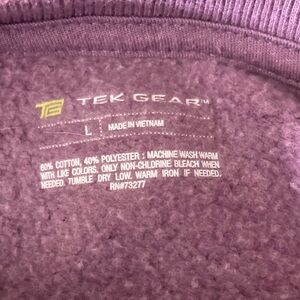 TEK GEAR™
L MADE IN VIETNAM
60% COTTON, 40% POLYESTER ; MACHINE WASH WARM
WITH LIKE COLORS. ONLY NON-CHLORINE BLEACH WHEN
NEEDED. TUMBLE DRY LOW. WARM IRON IF NEEDED.
RN#73277